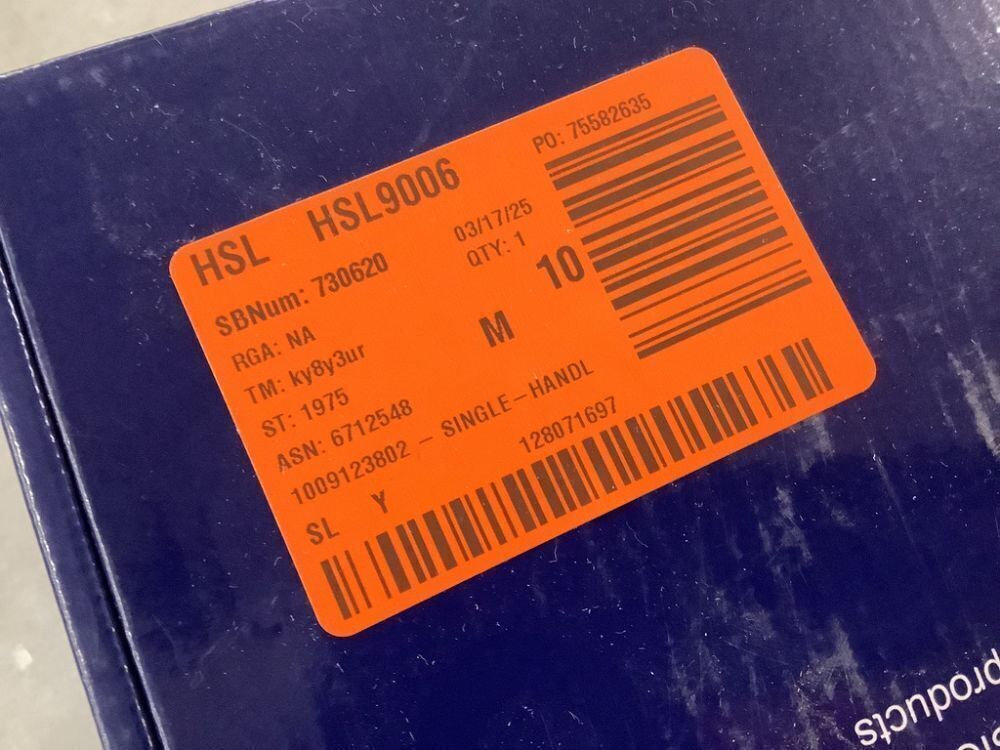 HSL HSL9006
PO: 75582635
SBNum: 730620
03/17/25
RGA: NA
QTY: 1
10
TM: ky8y3ur
M
ST: 1975
ASN: 6712548
1009123802 - SINGLE-HANDL
128071697
SL Y
products